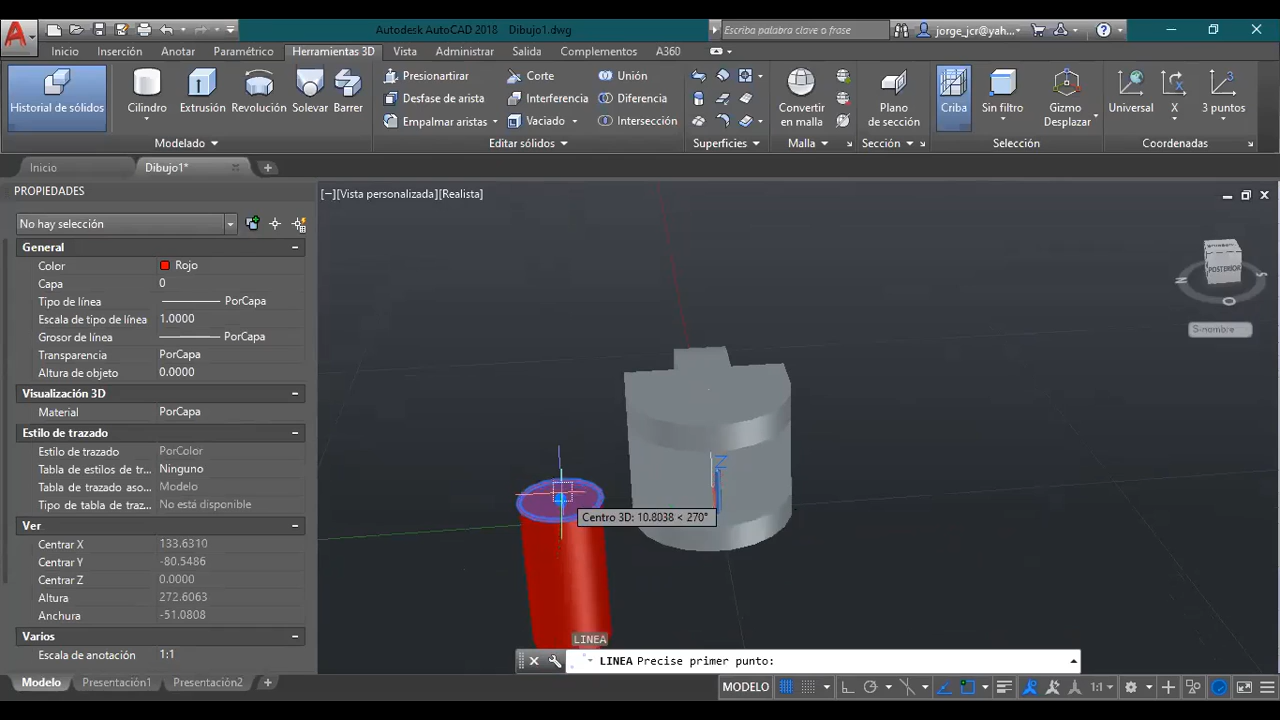 Autodesk AutoCAD 2018 Dibujo1.dwg
Escriba palabra clave o frase
jorge_jcr@yah...
Inicio Inserción Anotar Paramétrico Herramientas 3D Vista Administrar Salida Complementos A360
Historial de sólidos
Cilindro
Extrusión
Revolución
Solevar
Barrer
Presionartirar
Desfase de arista
Empalmar aristas
Corte
Interferencia
Vaciado
Unión
Diferencia
Intersección
Convertir
en malla
Plano
de sección
Criba
Sin filtro
Gizmo
Desplazar
Universal
X
3 puntos
Modelado
Editar sólidos
Superficies
Malla
Sección
Selección
Coordenadas
Inicio
Dibujo1*
PROPIEDADES
No hay selección
General
Color Rojo
Capa 0
Tipo de línea PorCapa
Escala de tipo de línea 1.0000
Grosor de línea PorCapa
Transparencia PorCapa
Altura de objeto 0.0000
Visualización 3D
Material PorCapa
Estilo de trazado
Estilo de trazado PorColor
Tabla de estilos de tr... Ninguno
Tabla de trazado aso... Modelo
Tipo de tabla de traz... No está disponible
Ver
Centrar X 133.6310
Centrar Y -80.5486
Centrar Z 0.0000
Altura 272.6063
Anchura -51.0808
Varios
Escala de anotación 1:1
[−][Vista personalizada][Realista]
POSTERIOR
N
S
O
S-nombre
Z
Centro 3D: 10.8038 < 270°
LINEA
LINEA Precise primer punto:
Modelo Presentación1 Presentación2
MODELO
1:1